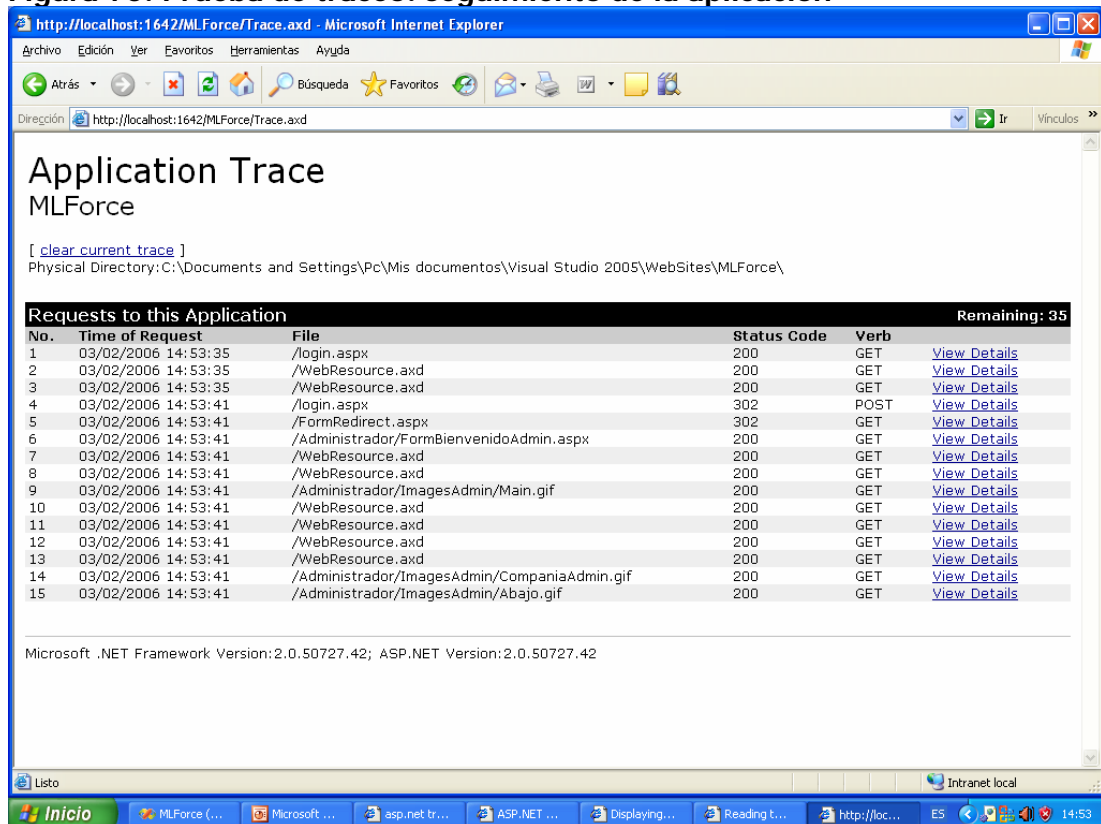 http://localhost:1642/MLForce/Trace.axd - Microsoft Internet Explorer
Archivo Edición Ver Favoritos Herramientas Ayuda
Atrás Búsqueda Favoritos
Dirección http://localhost:1642/MLForce/Trace.axd Ir Vínculos »
Application Trace
MLForce
[ clear current trace ]
Physical Directory:C:\Documents and Settings\Pc\Mis documentos\Visual Studio 2005\WebSites\MLForce\
Requests to this Application Remaining: 35
No. Time of Request File Status Code Verb
1 03/02/2006 14:53:35 /login.aspx 200 GET View Details
2 03/02/2006 14:53:35 /WebResource.axd 200 GET View Details
3 03/02/2006 14:53:35 /WebResource.axd 200 GET View Details
4 03/02/2006 14:53:41 /login.aspx 302 POST View Details
5 03/02/2006 14:53:41 /FormRedirect.aspx 302 GET View Details
6 03/02/2006 14:53:41 /Administrador/FormBienvenidoAdmin.aspx 200 GET View Details
7 03/02/2006 14:53:41 /WebResource.axd 200 GET View Details
8 03/02/2006 14:53:41 /WebResource.axd 200 GET View Details
9 03/02/2006 14:53:41 /Administrador/ImagesAdmin/Main.gif 200 GET View Details
10 03/02/2006 14:53:41 /WebResource.axd 200 GET View Details
11 03/02/2006 14:53:41 /WebResource.axd 200 GET View Details
12 03/02/2006 14:53:41 /WebResource.axd 200 GET View Details
13 03/02/2006 14:53:41 /WebResource.axd 200 GET View Details
14 03/02/2006 14:53:41 /Administrador/ImagesAdmin/CompaniaAdmin.gif 200 GET View Details
15 03/02/2006 14:53:41 /Administrador/ImagesAdmin/Abajo.gif 200 GET View Details
Microsoft .NET Framework Version:2.0.50727.42; ASP.NET Version:2.0.50727.42
Listo Intranet local
Inicio MLForce (... Microsoft ... asp.net tr... ASP.NET ... Displaying... Reading t... http://loc... ES 14:53